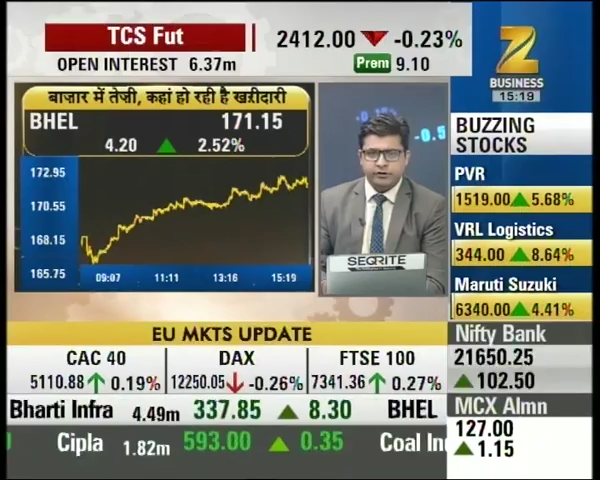 TCS Fut
OPEN INTEREST 6.37m
2412.00 -0.23%
Prem 9.10
Z
BUSINESS
15:19
बाज़ार में तेजी, कहां हो रही है खरीदारी
BHEL 171.15
4.20 2.52%
172.95
170.55
168.15
165.75
09:07 11:11 13:16 15:19
SEQRITE
BUZZING
STOCKS
PVR
1519.00 5.68%
VRL Logistics
344.00 8.64%
Maruti Suzuki
6340.00 4.41%
Nifty Bank
21650.25
102.50
MCX Almn
127.00
1.15
EU MKTS UPDATE
CAC 40 DAX FTSE 100
5110.88 0.19% 12250.05 -0.26% 7341.36 0.27%
Bharti Infra 4.49m 337.85 8.30 BHEL
Cipla 1.82m 593.00 0.35 Coal In